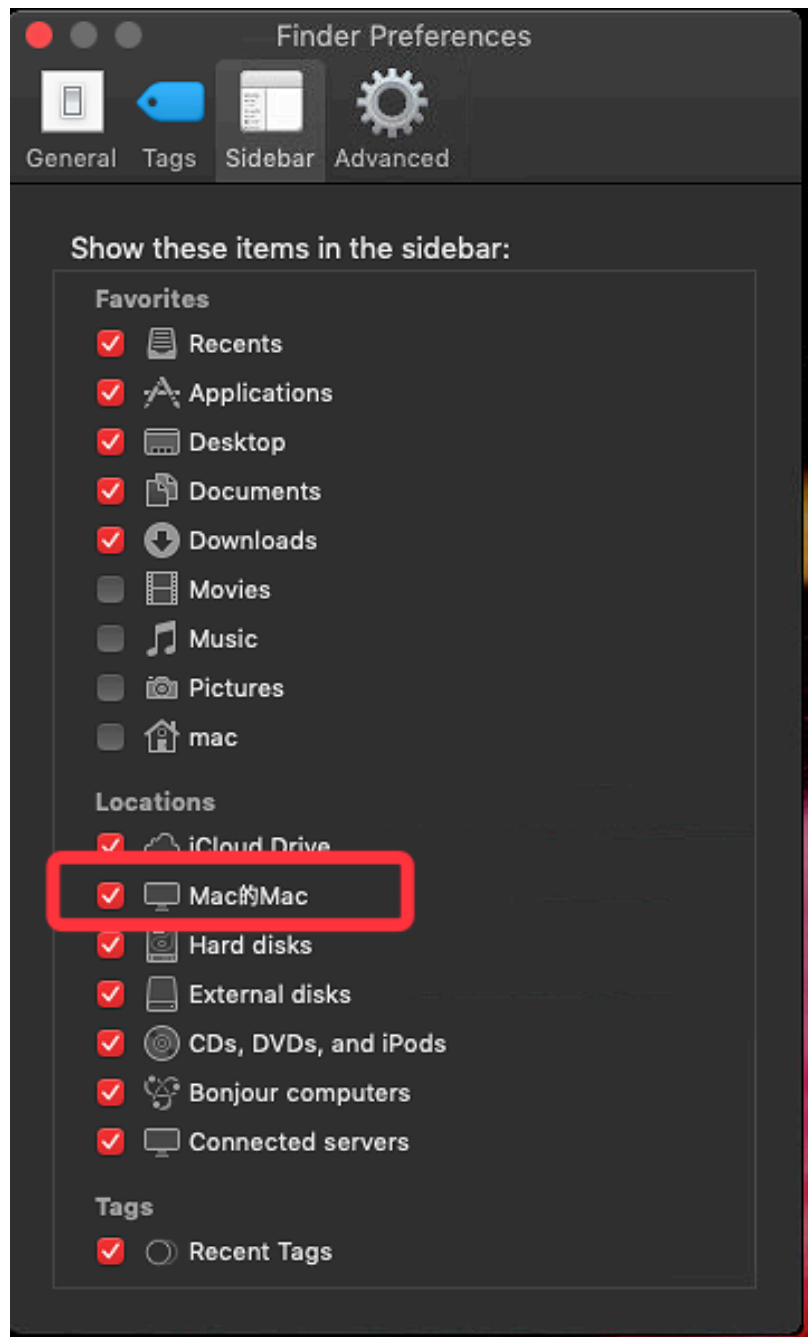 Finder Preferences
General Tags Sidebar Advanced
Show these items in the sidebar:
Favorites
Recents
Applications
Desktop
Documents
Downloads
Movies
Music
Pictures
mac
Locations
iCloud Drive
Mac的Mac
Hard disks
External disks
CDs, DVDs, and iPods
Bonjour computers
Connected servers
Tags
Recent Tags